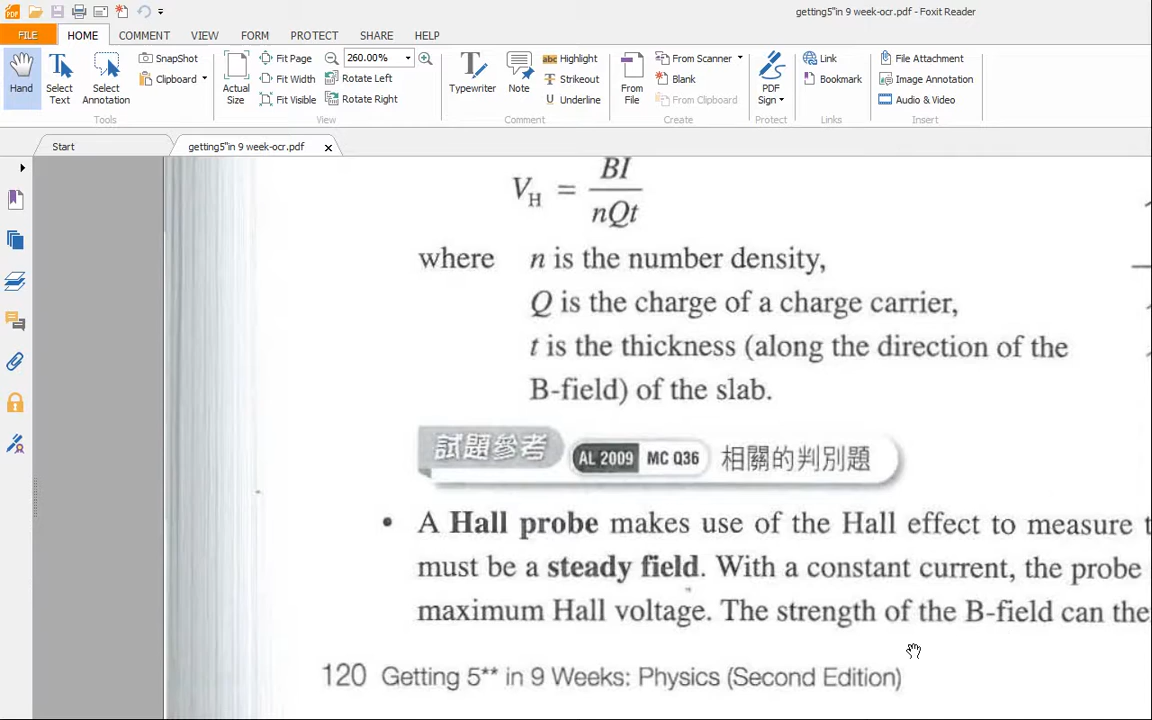 getting5"in 9 week-ocr.pdf - Foxit Reader
FILE HOME COMMENT VIEW FORM PROTECT SHARE HELP
Hand
Select Text
Select Annotation
SnapShot
Clipboard
Tools
Actual Size
Fit Page
Fit Width
Fit Visible
260.00%
Rotate Left
Rotate Right
View
Typewriter
Note
Highlight
Strikeout
Underline
Comment
From File
From Scanner
Blank
From Clipboard
Create
PDF Sign
Protect
Link
Bookmark
Links
File Attachment
Image Annotation
Audio & Video
Insert
Start
getting5"in 9 week-ocr.pdf
V_H = BI / nQt
where n is the number density,
Q is the charge of a charge carrier,
t is the thickness (along the direction of the
B-field) of the slab.
試題參考 AL 2009 MC Q36 相關的判別題
• A Hall probe makes use of the Hall effect to measure t
must be a steady field. With a constant current, the probe
maximum Hall voltage. The strength of the B-field can the
120 Getting 5** in 9 Weeks: Physics (Second Edition)